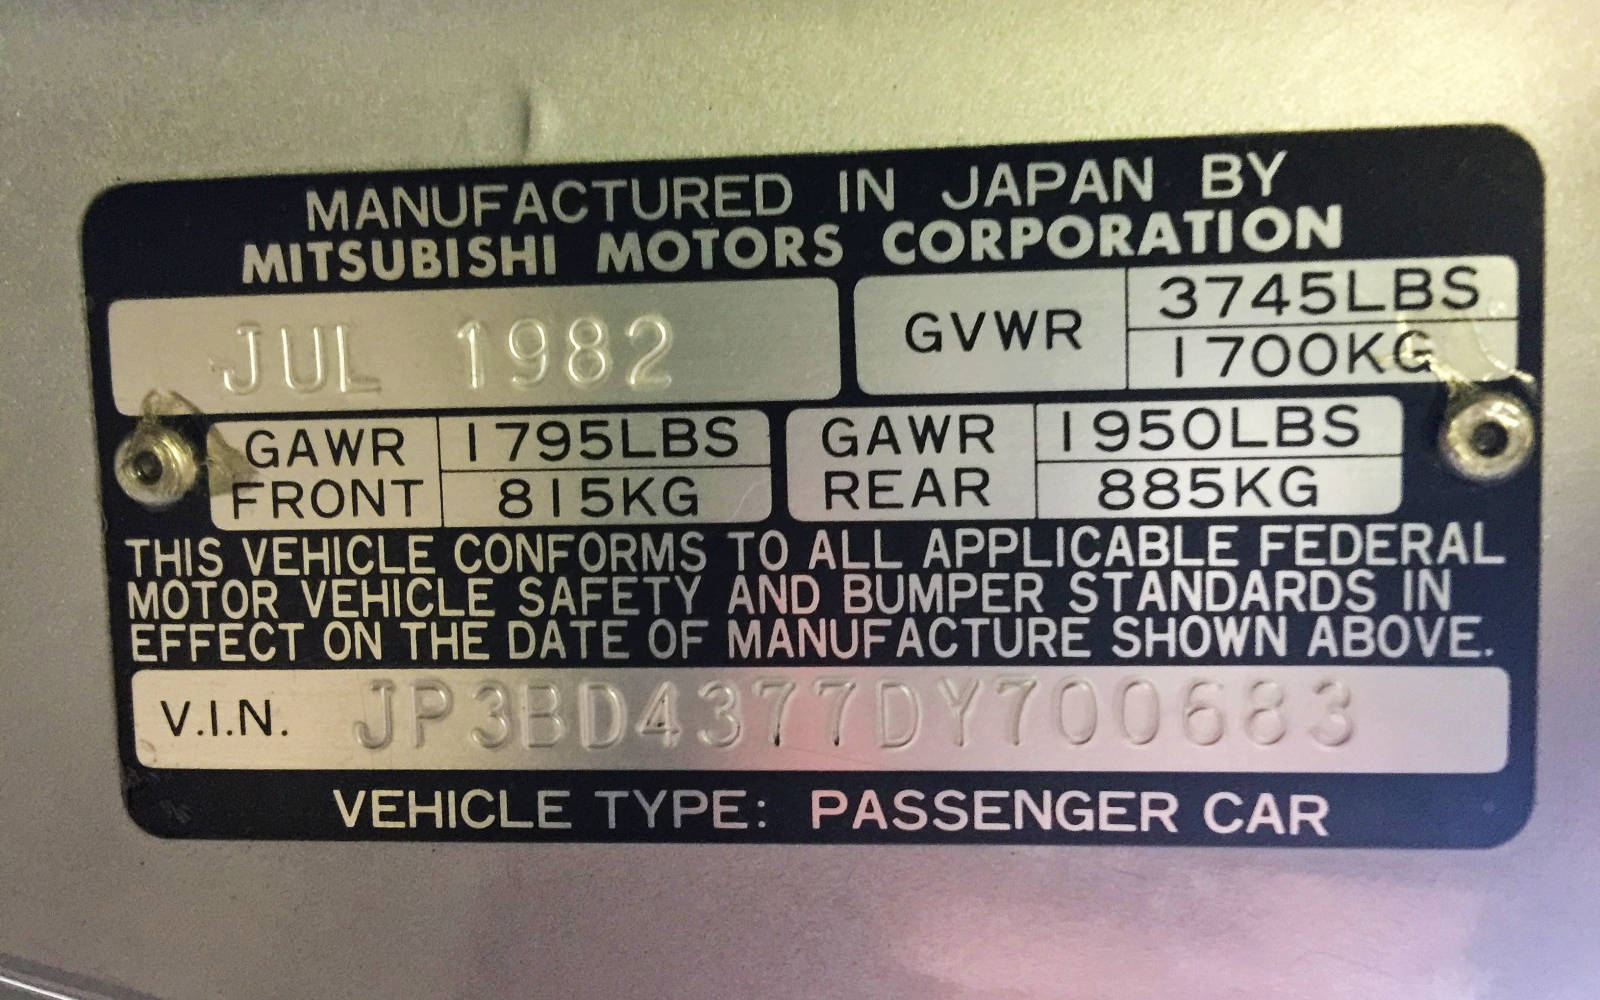 MANUFACTURED IN JAPAN BY
MITSUBISHI MOTORS CORPORATION
JUL 1982
GVWR
3745LBS
1700KG
GAWR
FRONT
1795LBS
815KG
GAWR
REAR
1950LBS
885KG
THIS VEHICLE CONFORMS TO ALL APPLICABLE FEDERAL
MOTOR VEHICLE SAFETY AND BUMPER STANDARDS IN
EFFECT ON THE DATE OF MANUFACTURE SHOWN ABOVE.
V.I.N. JP3BD4377DY700683
VEHICLE TYPE: PASSENGER CAR